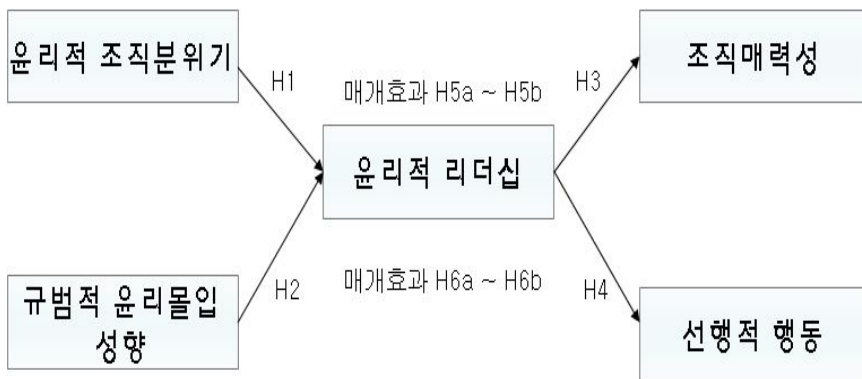 윤리적 조직분위기
조직매력성
H1
매개효과 H5a ~ H5b
H3
윤리적 리더십
매개효과 H6a ~ H6b
H2
H4
규범적 윤리몰입
성향
선행적 행동